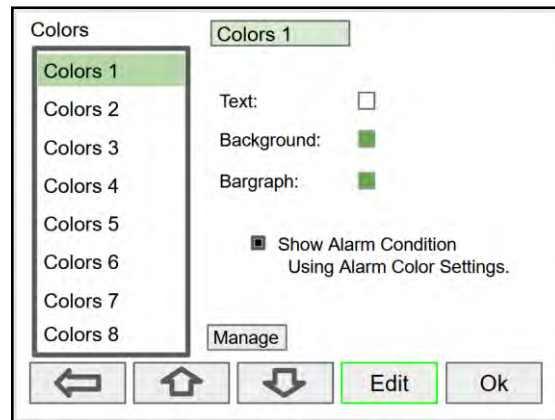 Colors
Colors 1
Colors 1
Colors 2
Colors 3
Colors 4
Colors 5
Colors 6
Colors 7
Colors 8
Text:
Background:
Bargraph:
Show Alarm Condition
Using Alarm Color Settings.
Manage
Edit
Ok